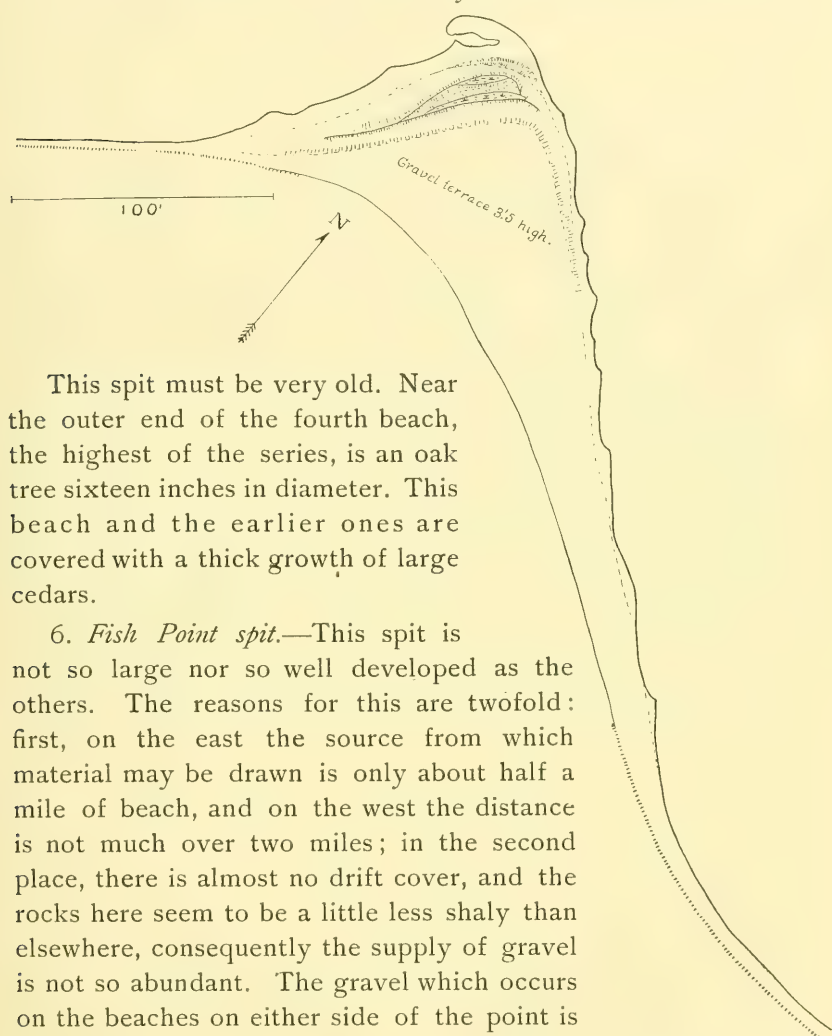 Gravel terrace 3.'5 high.
100'
N
This spit must be very old. Near
the outer end of the fourth beach,
the highest of the series, is an oak
tree sixteen inches in diameter. This
beach and the earlier ones are
covered with a thick growth of large
cedars.
6. Fish Point spit.—This spit is
not so large nor so well developed as the
others. The reasons for this are twofold:
first, on the east the source from which
material may be drawn is only about half a
mile of beach, and on the west the distance
is not much over two miles; in the second
place, there is almost no drift cover, and the
rocks here seem to be a little less shaly than
elsewhere, consequently the supply of gravel
is not so abundant. The gravel which occurs
on the beaches on either side of the point is